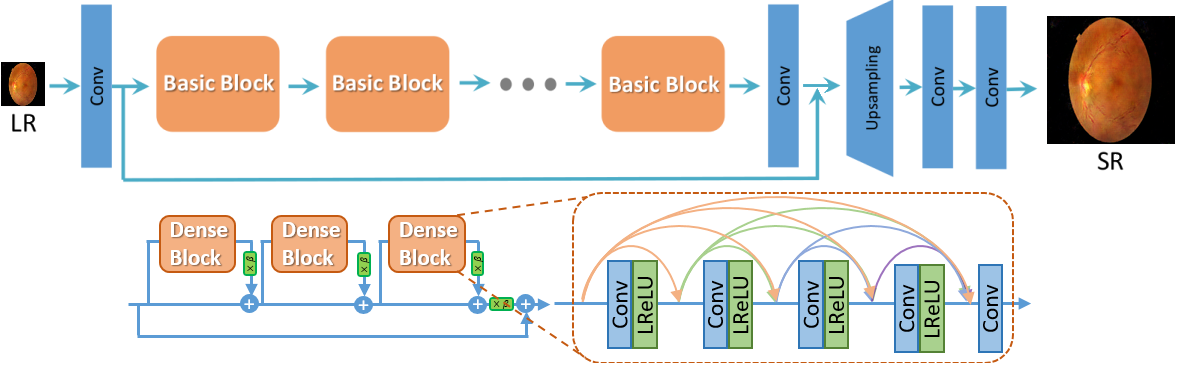 LR
Conv
Basic Block
Basic Block
Basic Block
Conv
Upsampling
Conv
Conv
SR
Dense
Block
× β
Dense
Block
× β
Dense
Block
× β
× β
+
+
+
+
Conv
LReLU
Conv
LReLU
Conv
LReLU
Conv
LReLU
Conv